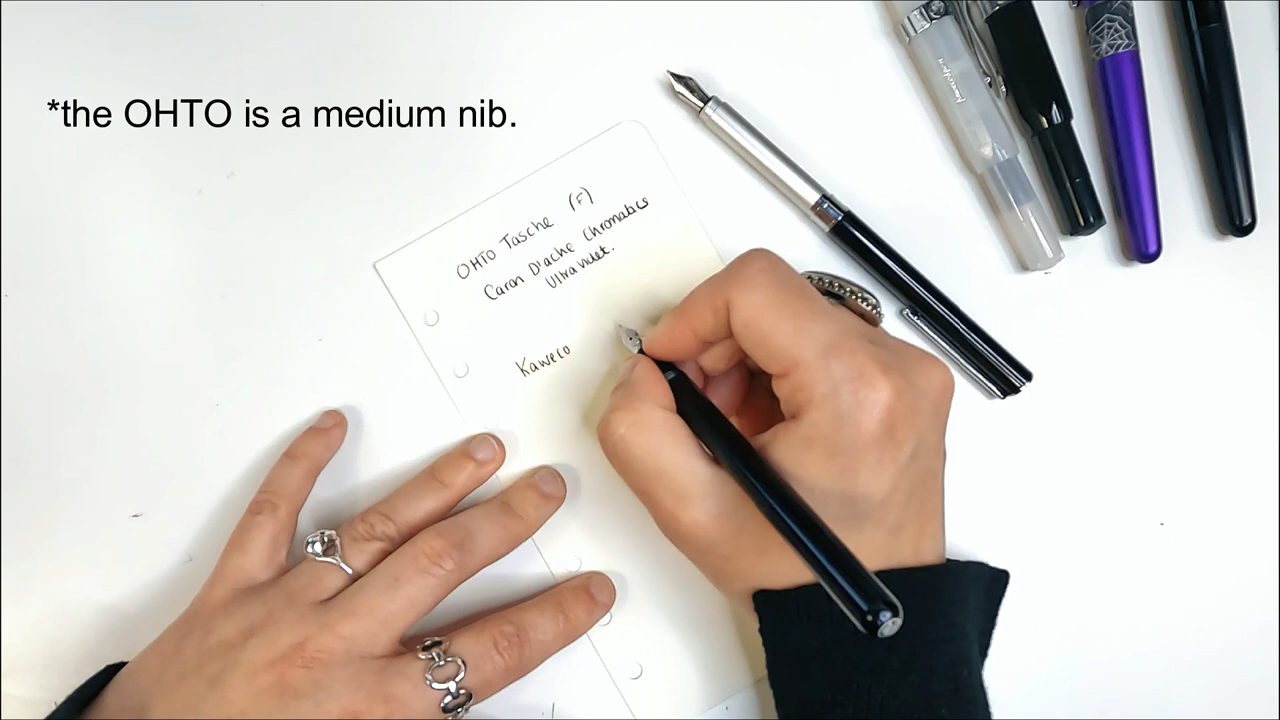 *the OHTO is a medium nib.
OHTO Tasche (F)
Caran D'ache Chromatics
Ultraviolet.
Kaweco